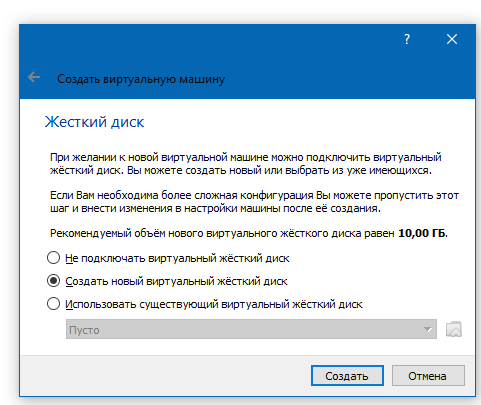 ?
Создать виртуальную машину
Жесткий диск
При желании к новой виртуальной машине можно подключить виртуальный
жёсткий диск. Вы можете создать новый или выбрать из уже имеющихся.
Если Вам необходима более сложная конфигурация Вы можете пропустить этот
шаг и внести изменения в настройки машины после её создания.
Рекомендуемый объём нового виртуального жёсткого диска равен 10,00 ГБ.
Не подключать виртуальный жёсткий диск
Создать новый виртуальный жёсткий диск
Использовать существующий виртуальный жёсткий диск
Пусто
Создать
Отмена